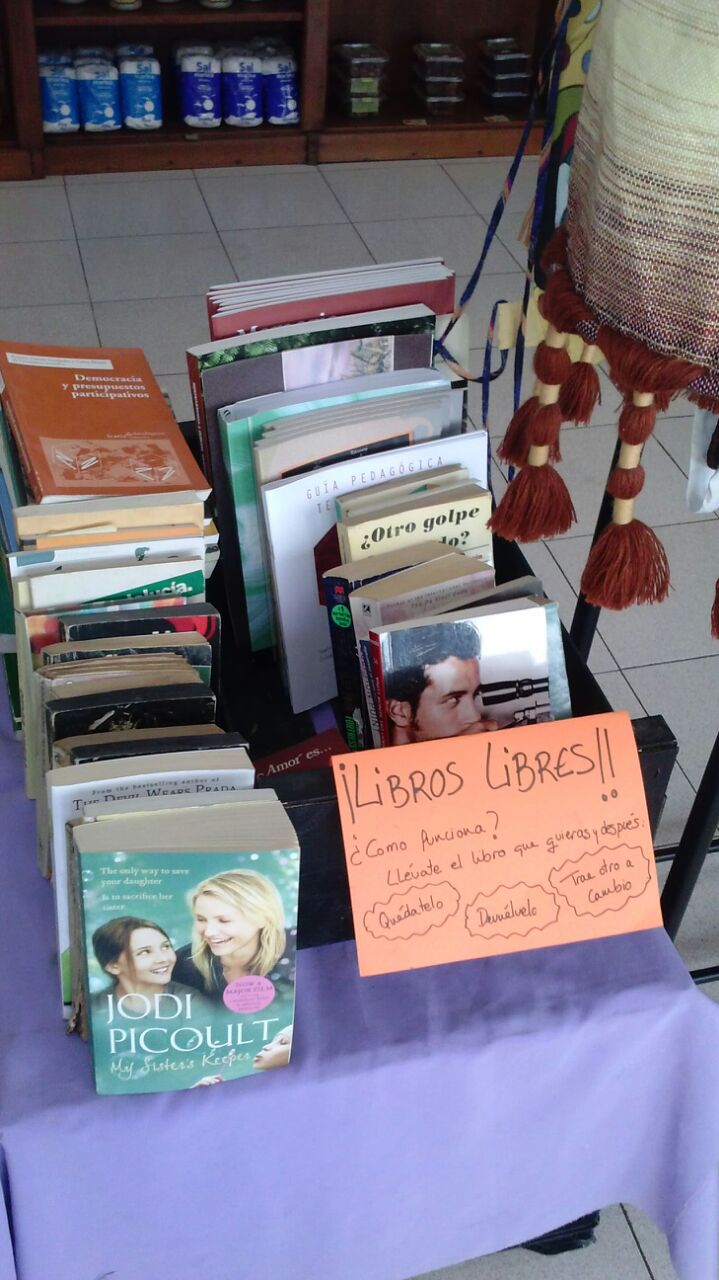 Sal
Sal
Democracia
y presupuestos
participativos
GUÍA PEDAGÓGICA
¿Otro golpe
Amor es...
From the bestselling author of
THE DEVIL WEARS PRADA
The only way to save
your daughter
Is to sacrifice her
sister
NOW A
MAJOR FILM
JODI
PICOULT
My Sister's Keeper
¡LIBROS LIBRES!!
¿Como funciona?
Llévate el libro que quieras y después:
Quédatelo
Devuélvelo
Trae otro a
cambio